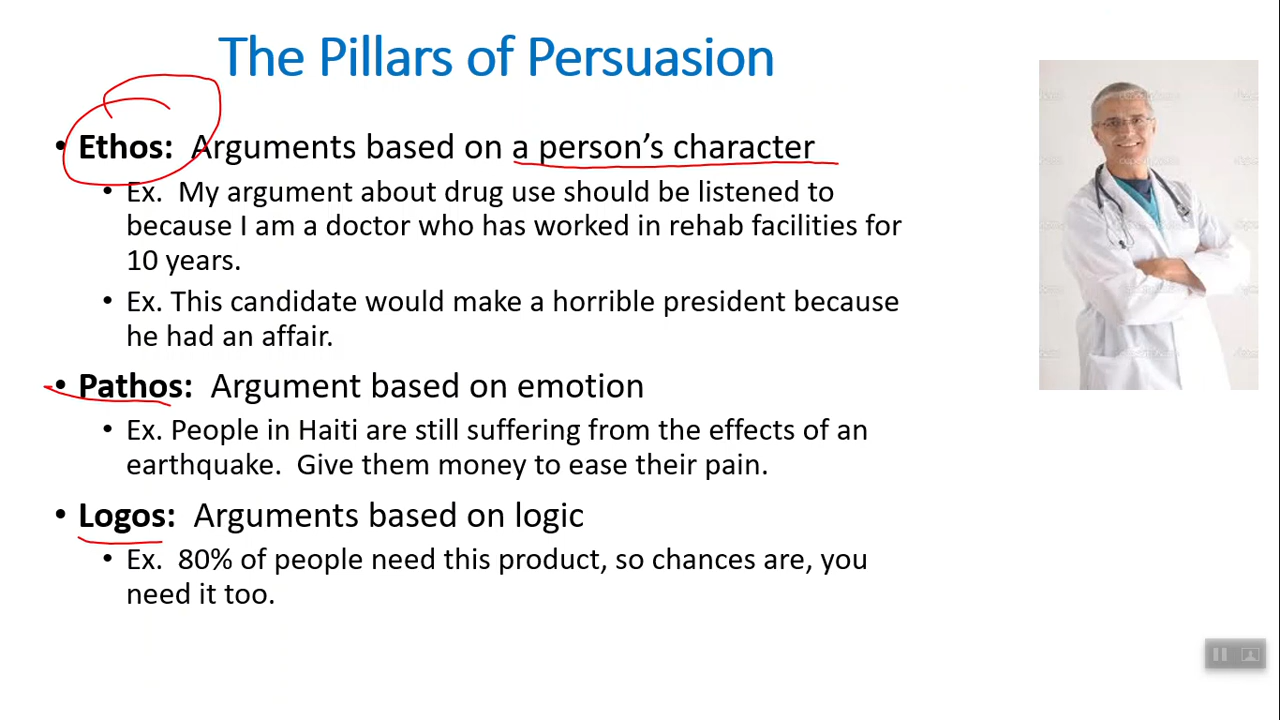 The Pillars of Persuasion
• Ethos: Arguments based on a person’s character
• Ex. My argument about drug use should be listened to
because I am a doctor who has worked in rehab facilities for
10 years.
• Ex. This candidate would make a horrible president because
he had an affair.
• Pathos: Argument based on emotion
• Ex. People in Haiti are still suffering from the effects of an
earthquake. Give them money to ease their pain.
• Logos: Arguments based on logic
• Ex. 80% of people need this product, so chances are, you
need it too.